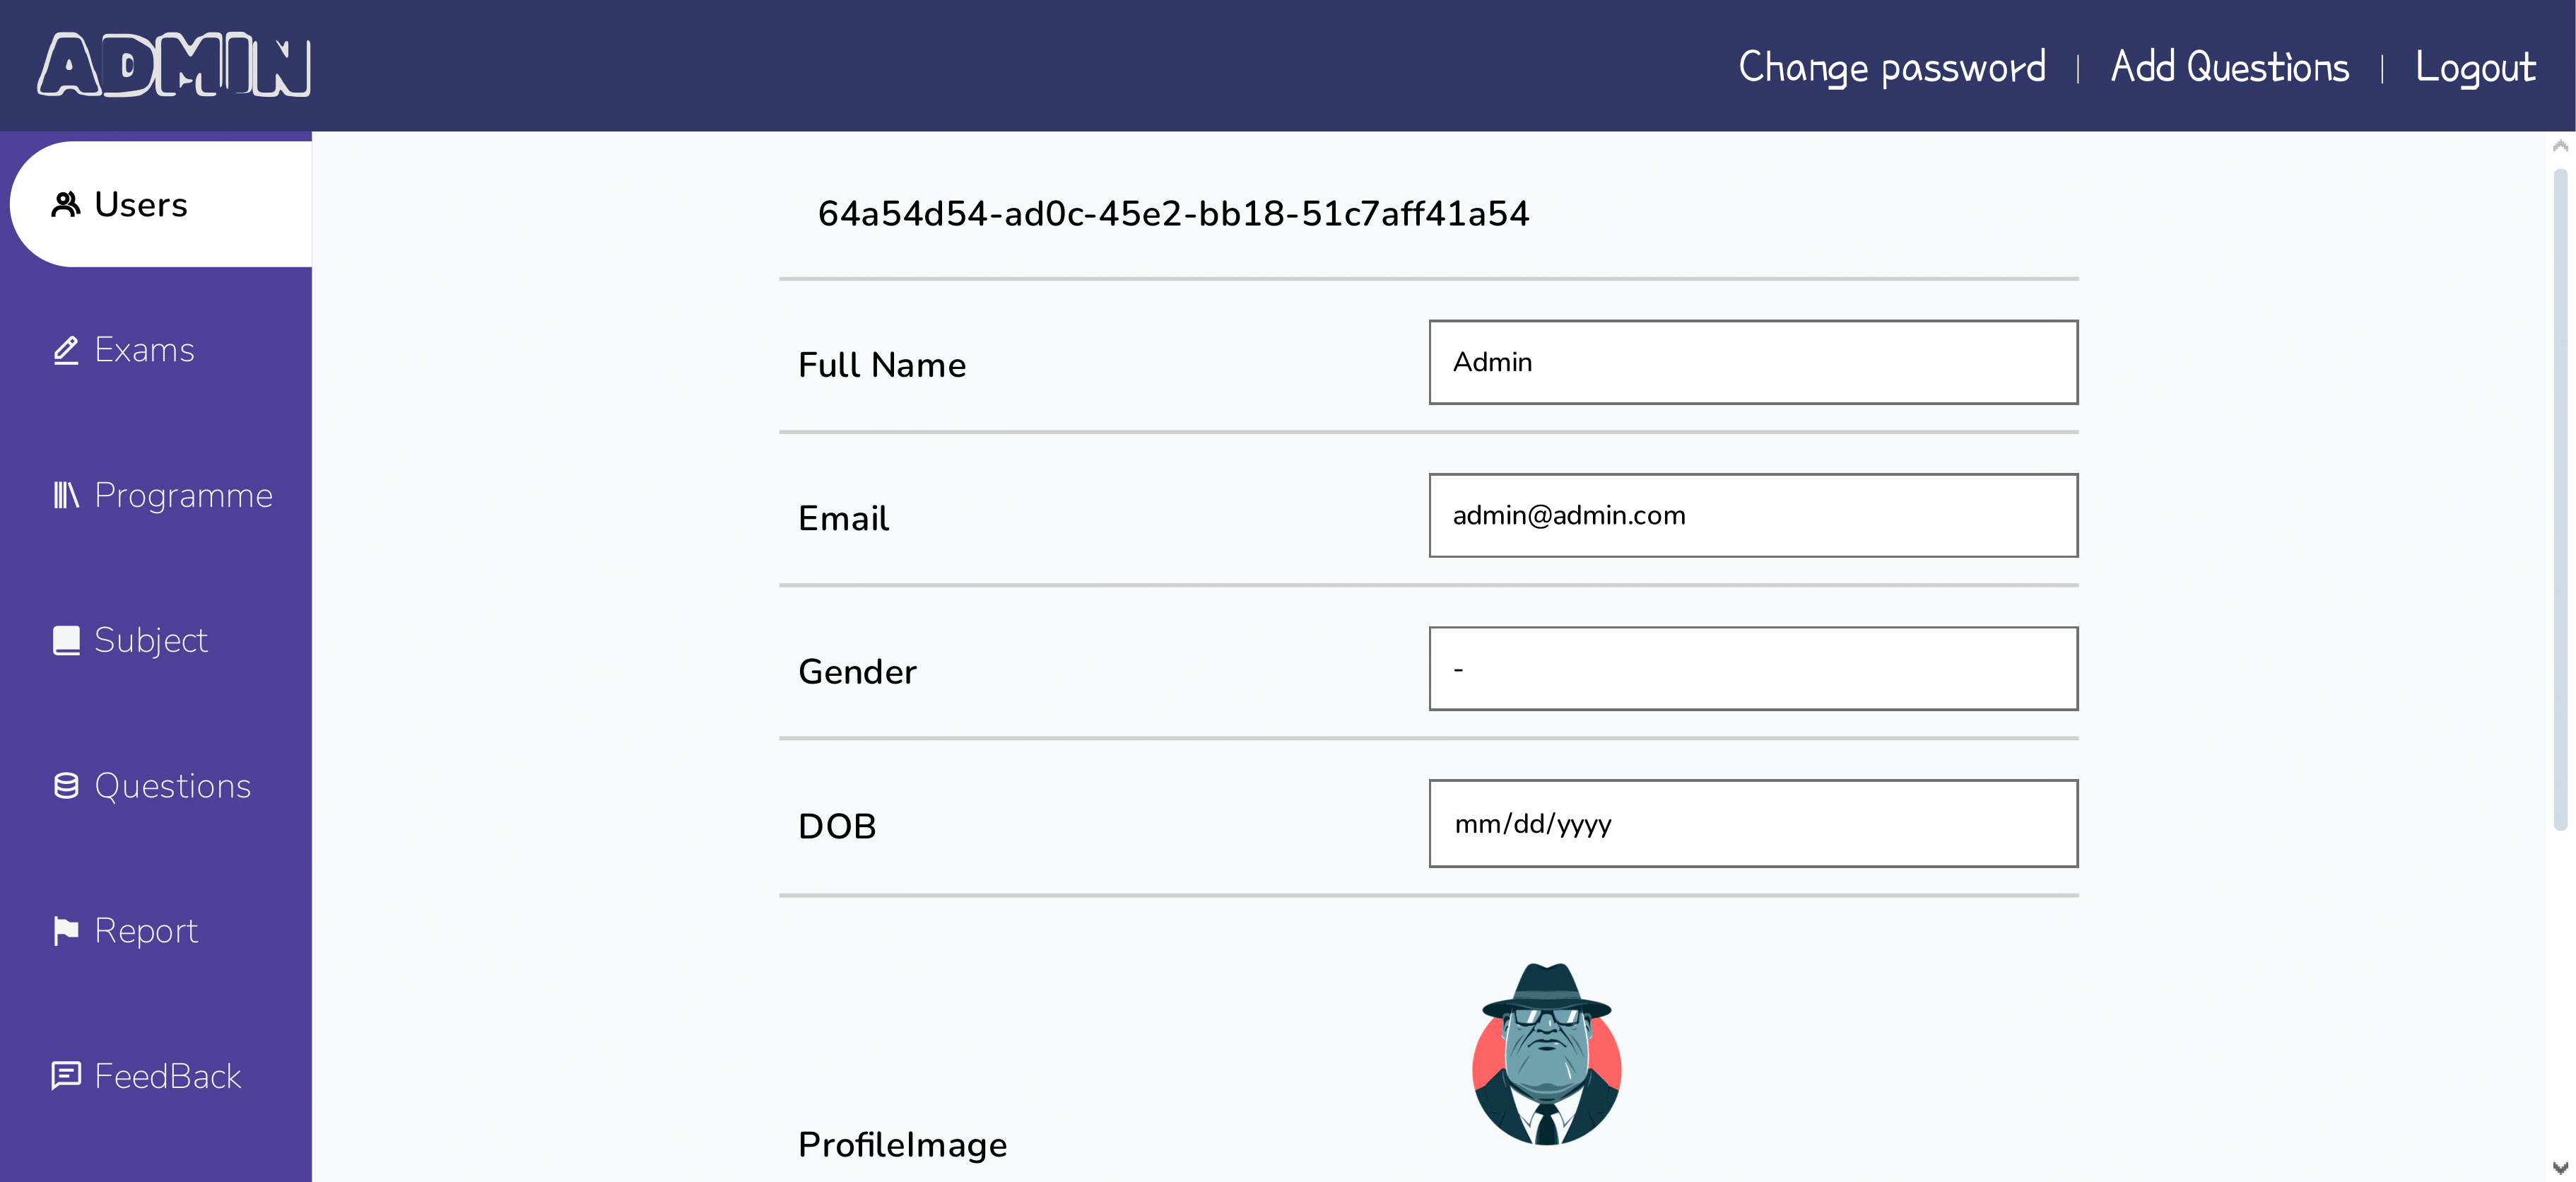 ADMIN
Change password | Add Questions | Logout
Users
Exams
Programme
Subject
Questions
Report
FeedBack
64a54d54-ad0c-45e2-bb18-51c7aff41a54
Full Name
Admin
Email
admin@admin.com
Gender
-
DOB
mm/dd/yyyy
ProfileImage